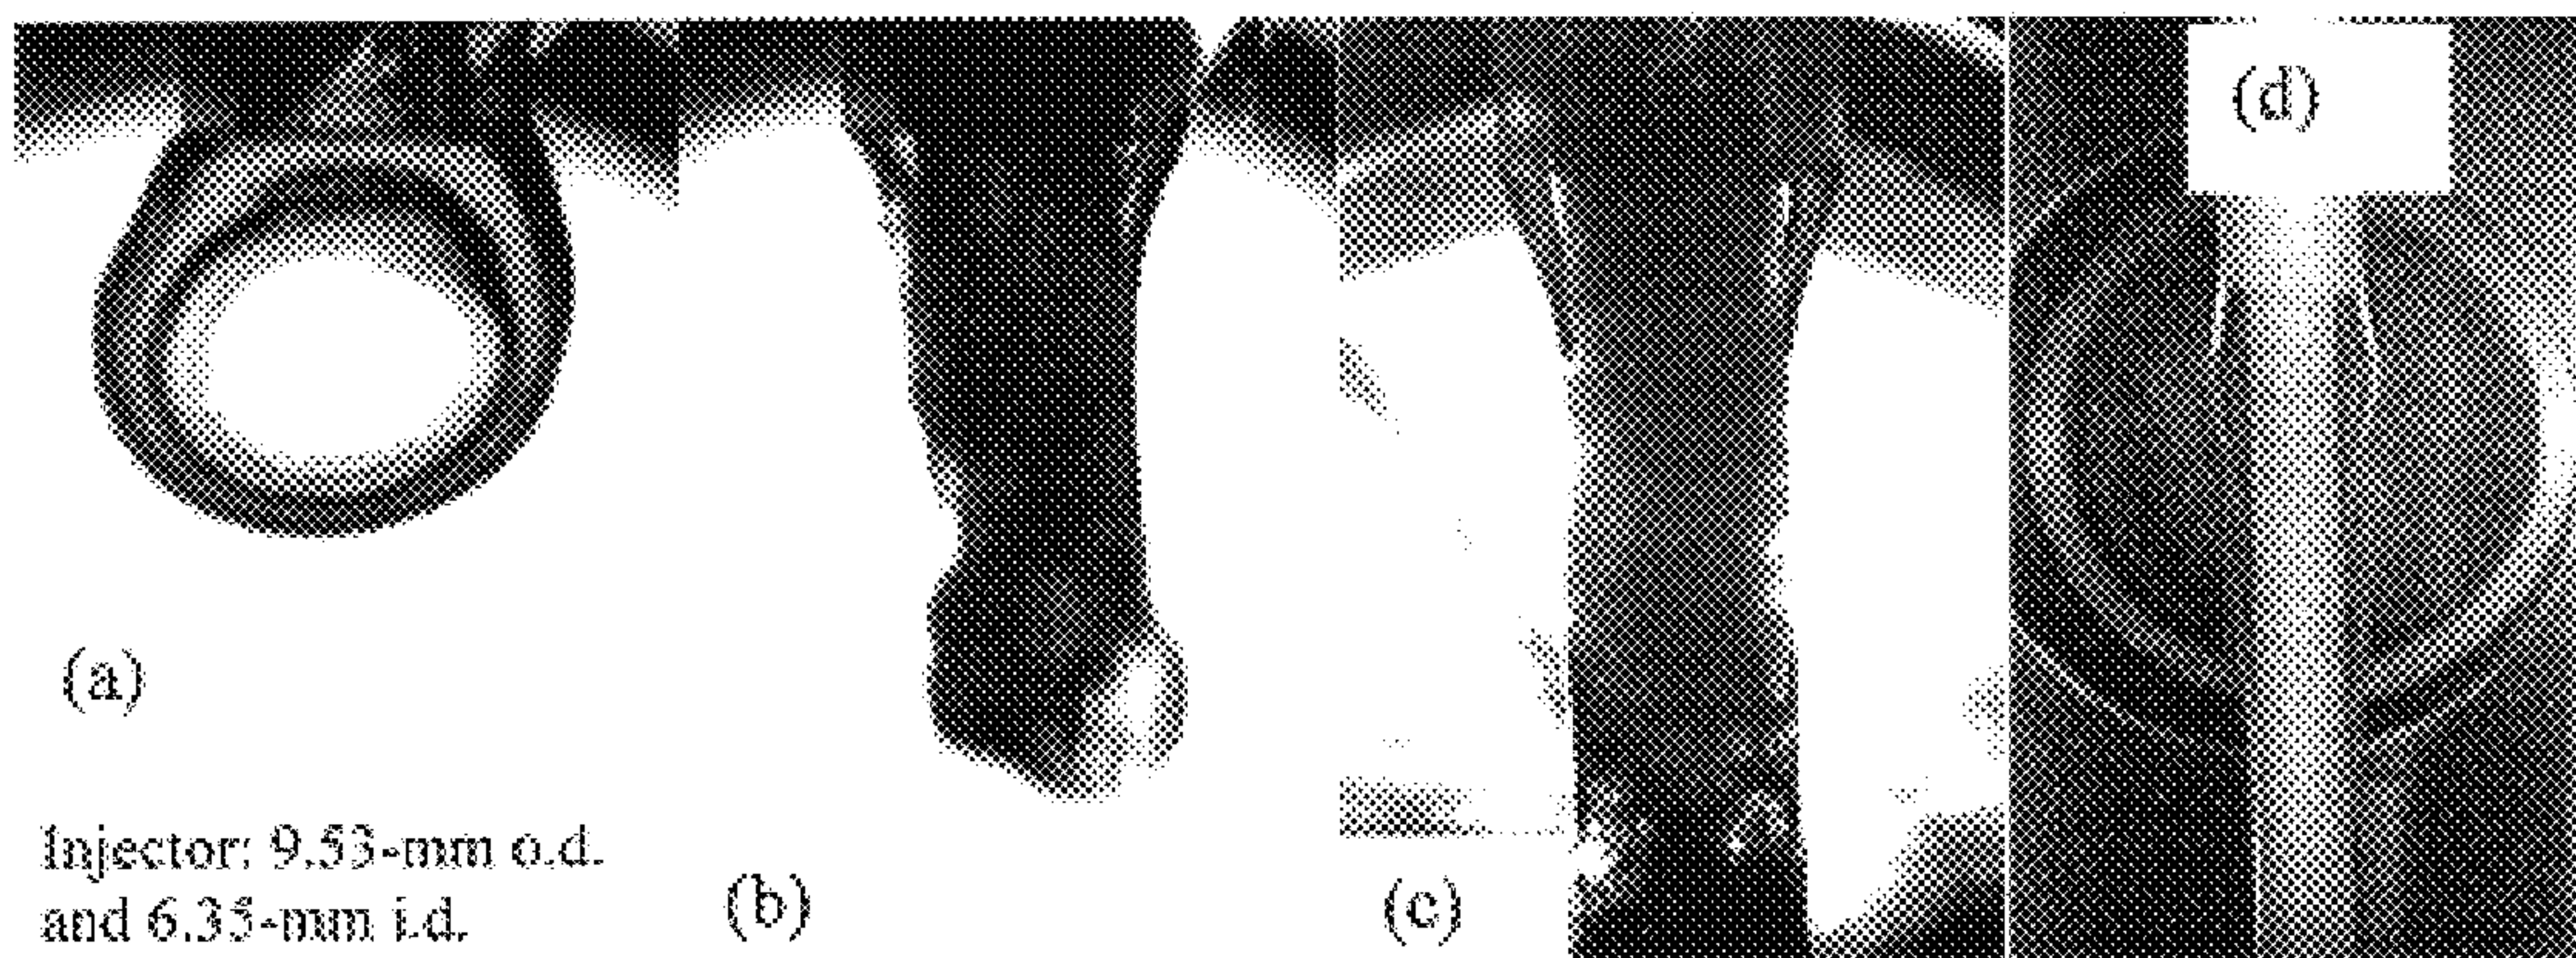 (d)
(a)
Injector: 9.53-mm o.d.
and 6.35-mm i.d.
(b)
(c)